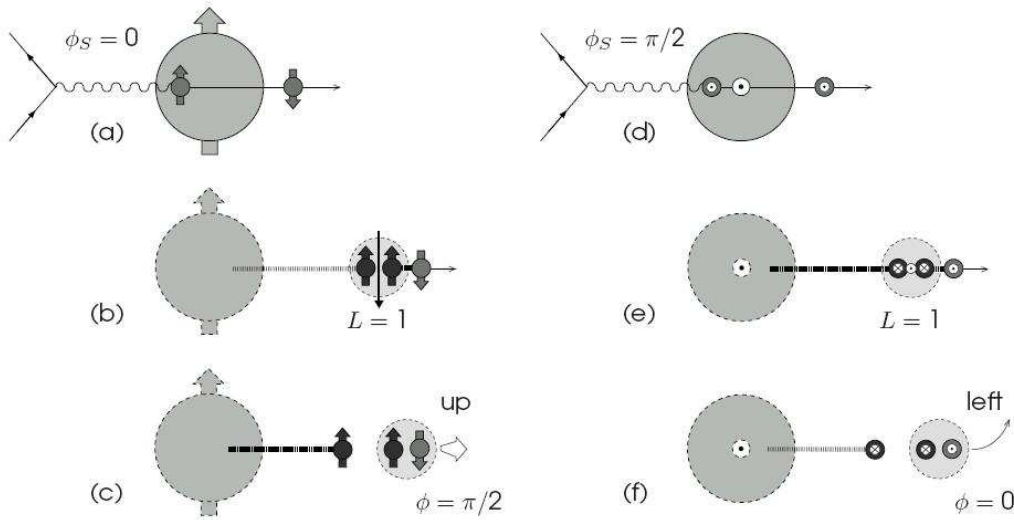 ϕ_S = 0
(a)
L = 1
(b)
up
(c)
ϕ = π/2
ϕ_S = π/2
(d)
L = 1
(e)
left
(f)
ϕ = 0